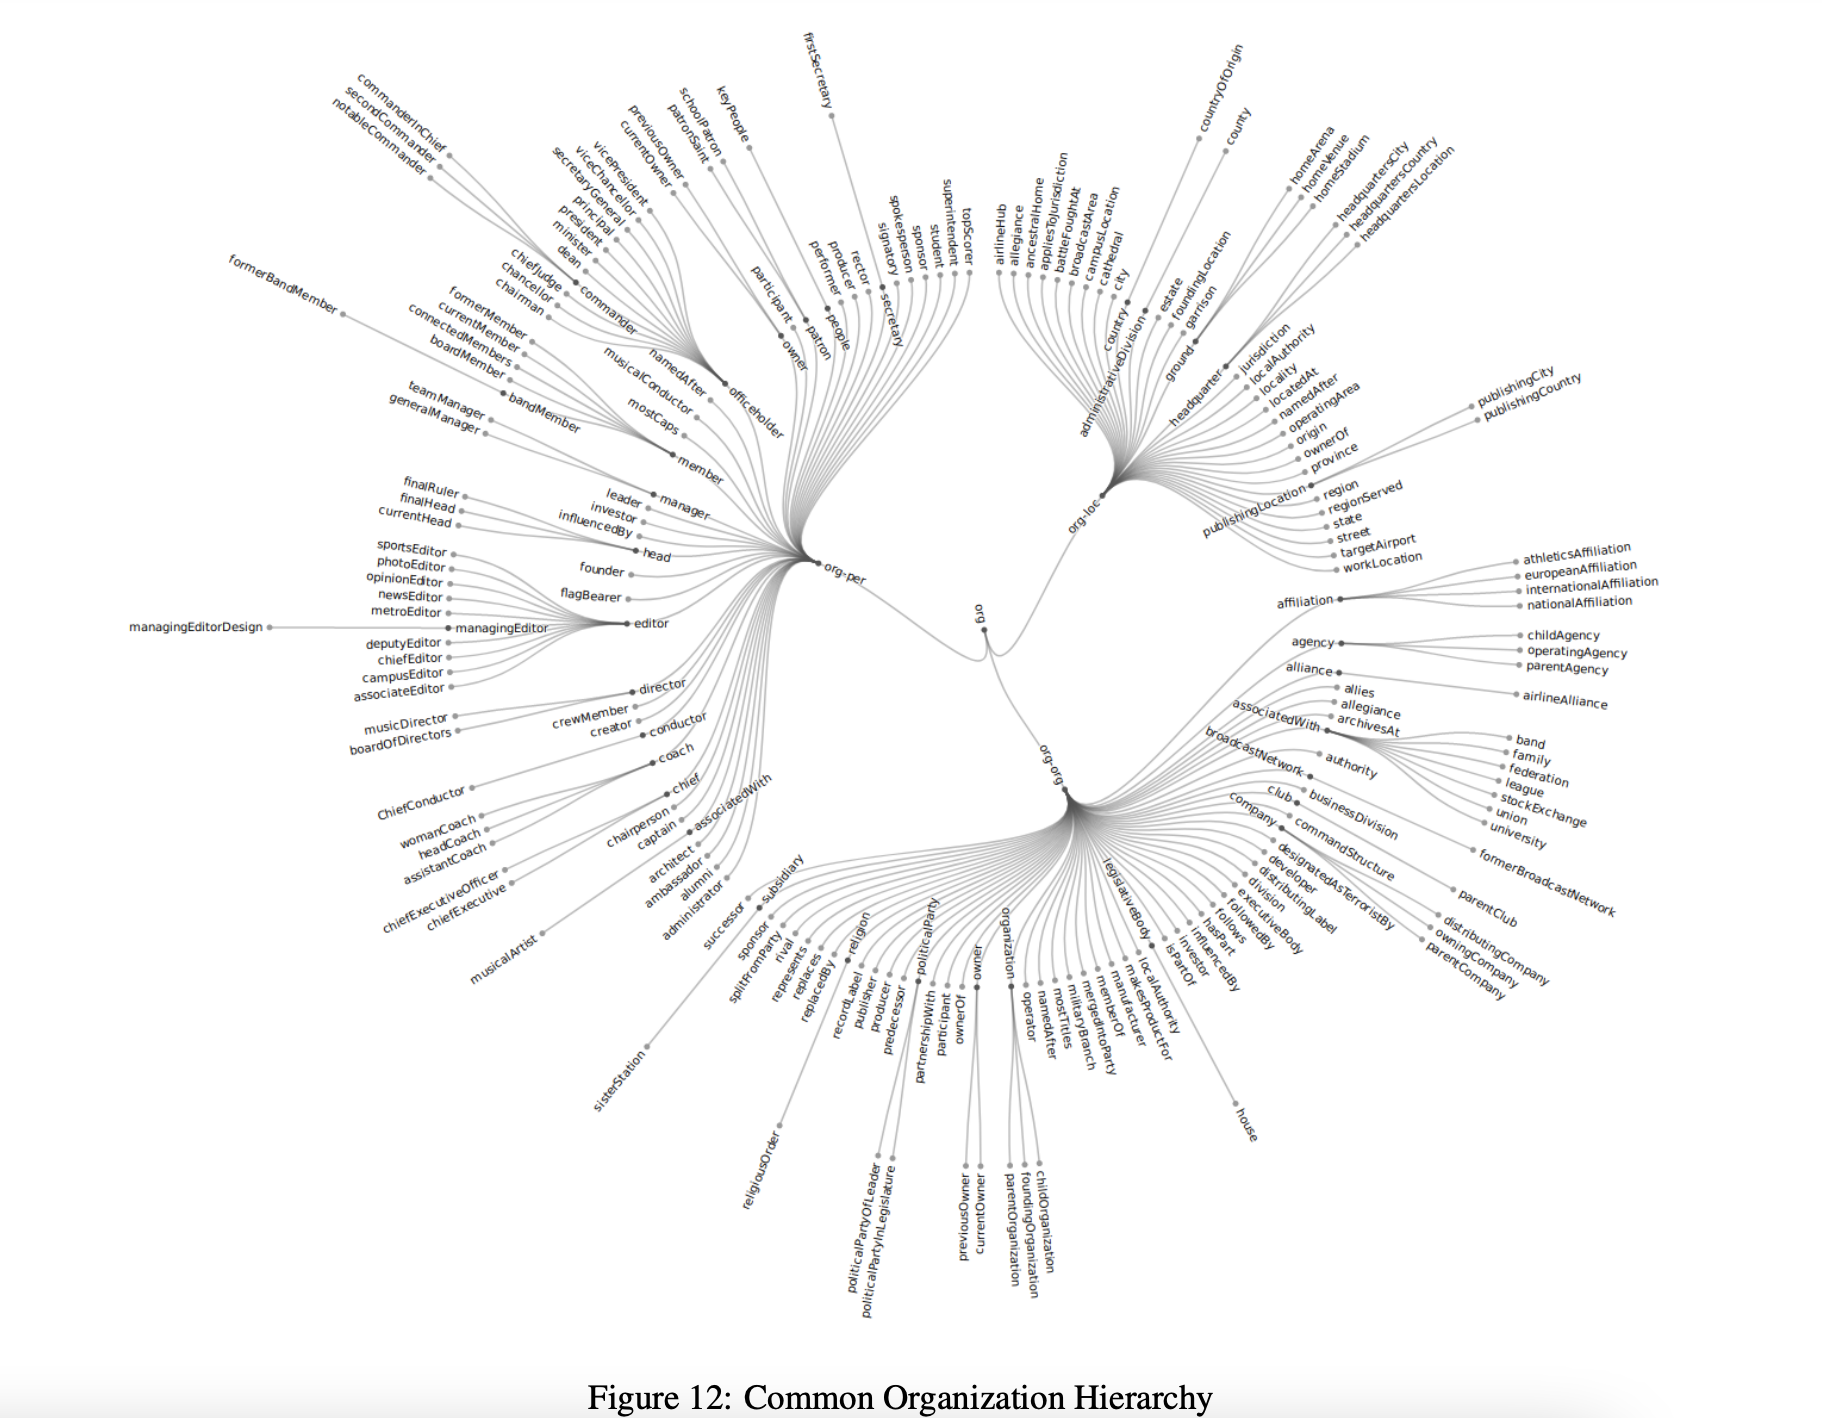 org
org-per
firstSecretary
keyPeople
schoolPatron
patronSaint
previousOwner
currentOwner
commanderInChief
secondCommander
notableCommander
vicePresident
viceChancellor
secretaryGeneral
principal
president
minister
dean
commander
chiefJudge
chancellor
chairman
formerBandMember
formerMember
currentMember
connectedMembers
boardMember
bandMember
teamManager
generalManager
participant
owner
patron
people
performer
producer
rector
secretary
signatory
spokesperson
sponsor
student
superintendent
topScorer
officeholder
namedAfter
musicalConductor
mostCaps
member
manager
leader
investor
influencedBy
head
finalRuler
finalHead
currentHead
founder
flagBearer
editor
sportsEditor
photoEditor
opinionEditor
newsEditor
metroEditor
managingEditor
managingEditorDesign
deputyEditor
chiefEditor
campusEditor
associateEditor
director
musicDirector
boardOfDirectors
crewMember
creator
conductor
ChiefConductor
coach
womanCoach
headCoach
assistantCoach
chief
chiefExecutiveOfficer
chiefExecutive
chairperson
captain
associatedWith
musicalArtist
architect
ambassador
alumni
administrator
org-loc
airlineHub
allegiance
ancestralHome
appliesToJurisdiction
battleFoughtAt
broadcastArea
campusLocation
cathedral
city
country
countryOfOrigin
administrativeDivision
county
estate
foundingLocation
garrison
ground
homeArena
homeVenue
homeStadium
headquarter
headquartersCity
headquartersCountry
headquartersLocation
jurisdiction
localAuthority
locality
locatedAt
namedAfter
operatingArea
origin
ownerOf
province
publishingLocation
publishingCity
publishingCountry
region
regionServed
state
street
targetAirport
workLocation
org-org
affiliation
athleticsAffiliation
europeanAffiliation
internationalAffiliation
nationalAffiliation
agency
childAgency
operatingAgency
parentAgency
alliance
airlineAlliance
allies
allegiance
archivesAt
associatedWith
band
family
federation
league
stockExchange
union
university
authority
broadcastNetwork
formerBroadcastNetwork
businessDivision
club
parentClub
commandStructure
company
distributingCompany
owningCompany
parentCompany
designatedAsTerroristBy
developer
distributingLabel
division
executiveBody
followedBy
follows
hasPart
influencedBy
investor
isPartOf
legislativeBody
house
localAuthority
makesProductFor
manufacturer
memberOf
mergedIntoParty
militaryBranch
mostTitles
namedAfter
operator
organization
childOrganization
foundingOrganization
parentOrganization
owner
currentOwner
previousOwner
ownerOf
participant
partnershipWith
politicalParty
politicalPartyInLegislature
politicalPartyOfLeader
predecessor
producer
publisher
recordLabel
religion
religiousOrder
replacedBy
replaces
represents
rival
splitFromParty
sponsor
subsidiary
sisterStation
successor
Figure 12: Common Organization Hierarchy